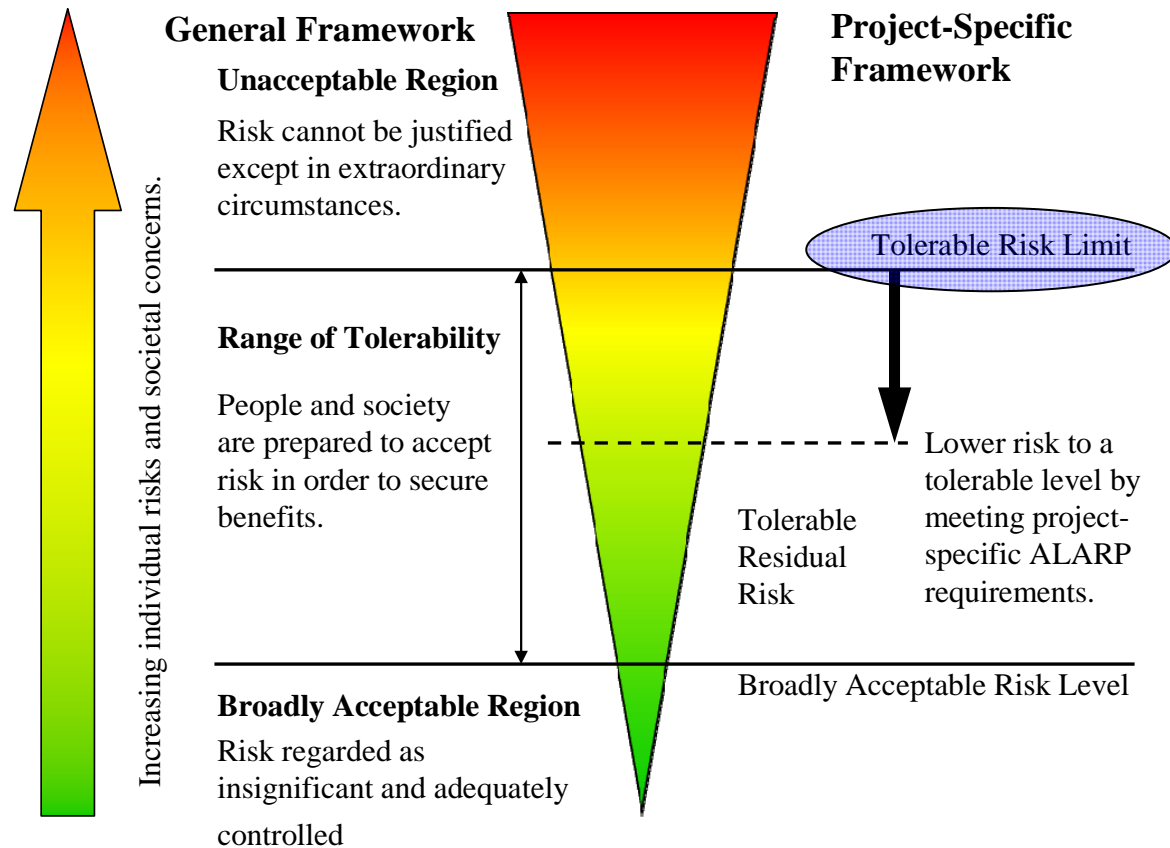 General Framework
Unacceptable Region
Risk cannot be justified
except in extraordinary
circumstances.
Range of Tolerability
People and society
are prepared to accept
risk in order to secure
benefits.
Broadly Acceptable Region
Risk regarded as
insignificant and adequately
controlled
Increasing individual risks and societal concerns.
Project-Specific
Framework
Tolerable Risk Limit
Lower risk to a
tolerable level by
meeting project-
specific ALARP
requirements.
Tolerable
Residual
Risk
Broadly Acceptable Risk Level